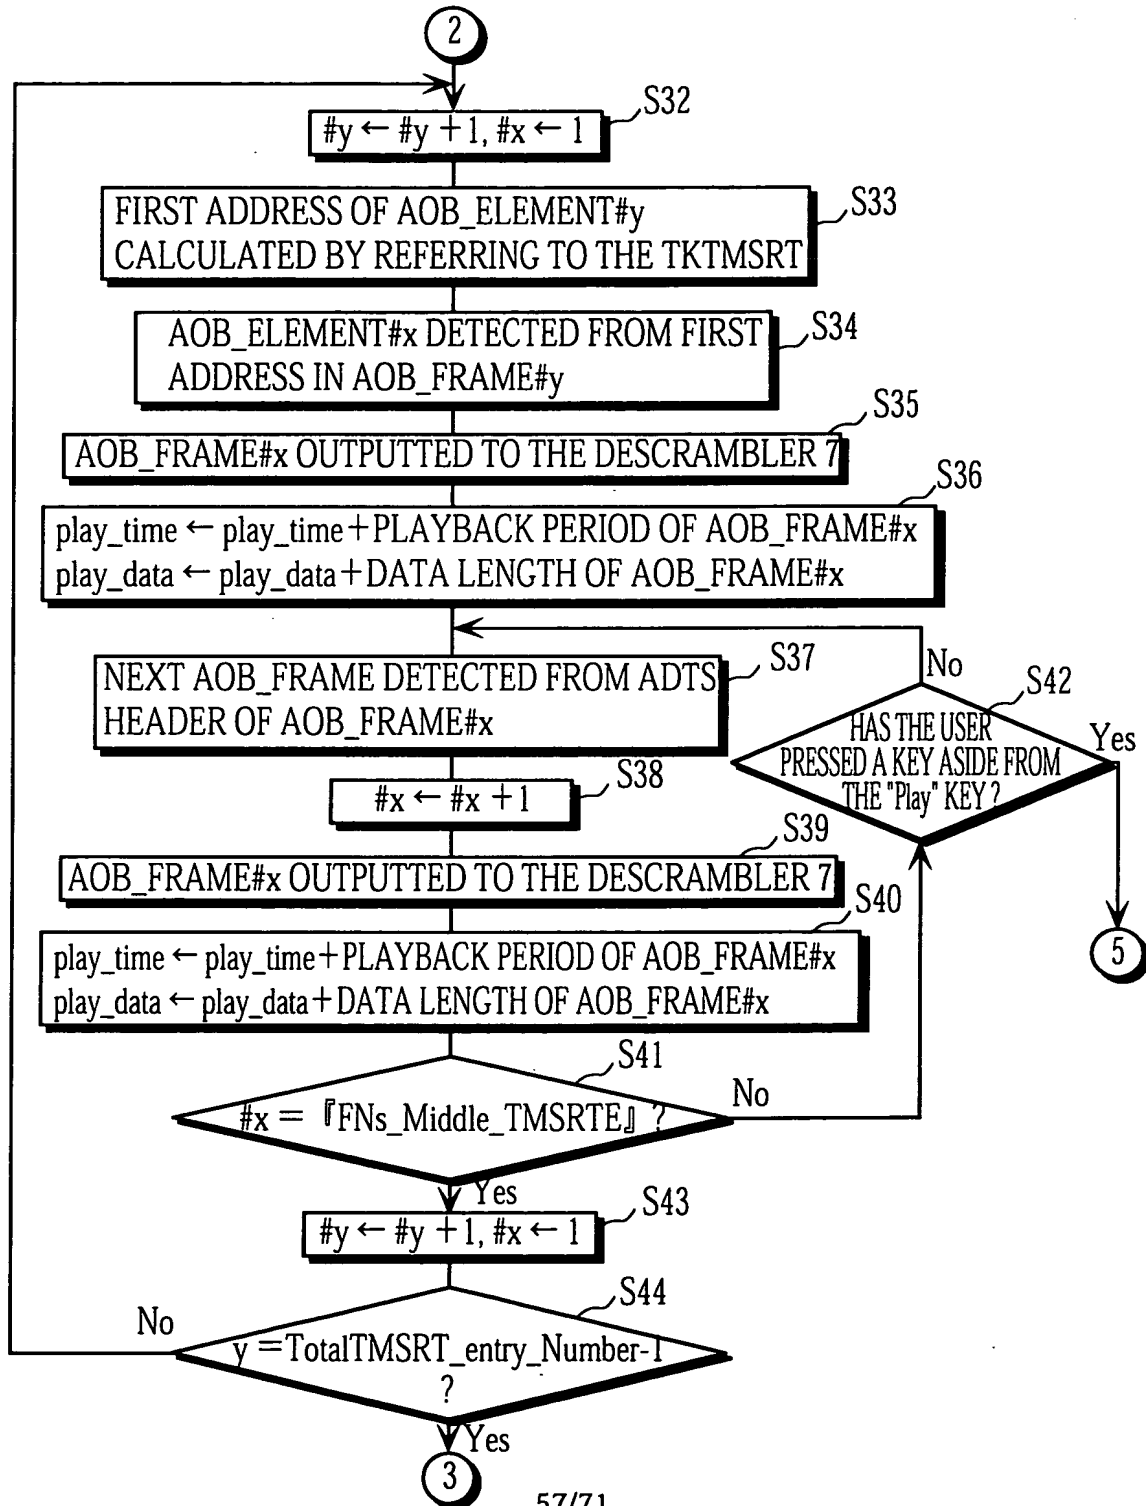 2
S32
#y ← #y + 1, #x ← 1
S33
FIRST ADDRESS OF AOB_ELEMENT#y
CALCULATED BY REFERRING TO THE TKTMSRT
S34
AOB_ELEMENT#x DETECTED FROM FIRST
ADDRESS IN AOB_FRAME#y
S35
AOB_FRAME#x OUTPUTTED TO THE DESCRAMBLER 7
S36
play_time ← play_time+PLAYBACK PERIOD OF AOB_FRAME#x
play_data ← play_data+DATA LENGTH OF AOB_FRAME#x
S37
NEXT AOB_FRAME DETECTED FROM ADTS
HEADER OF AOB_FRAME#x
No
S42
HAS THE USER
PRESSED A KEY ASIDE FROM
THE "Play" KEY ?
Yes
S38
#x ← #x + 1
S39
AOB_FRAME#x OUTPUTTED TO THE DESCRAMBLER 7
S40
play_time ← play_time+PLAYBACK PERIOD OF AOB_FRAME#x
play_data ← play_data+DATA LENGTH OF AOB_FRAME#x
5
S41
#x = 『FNs_Middle_TMSRTE』 ?
No
Yes
S43
#y ← #y + 1, #x ← 1
S44
No
y =TotalTMSRT_entry_Number-1
?
Yes
3
57/71